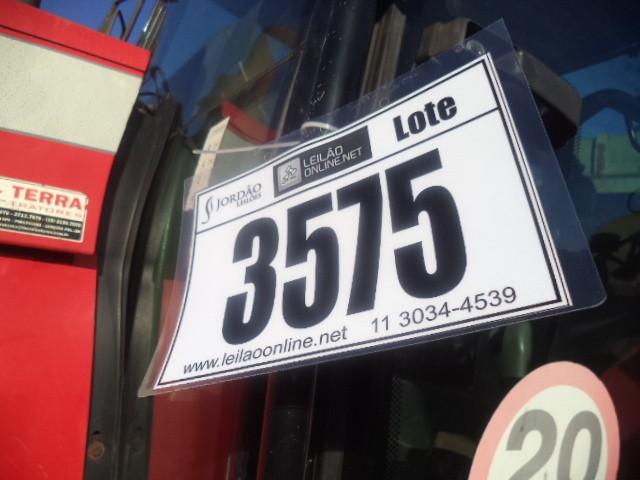 TERRA
JORDÃO
LEILÕES
LEILÃO
ONLINE.NET
Lote
3575
www.leilaoonline.net 11 3034-4539
20